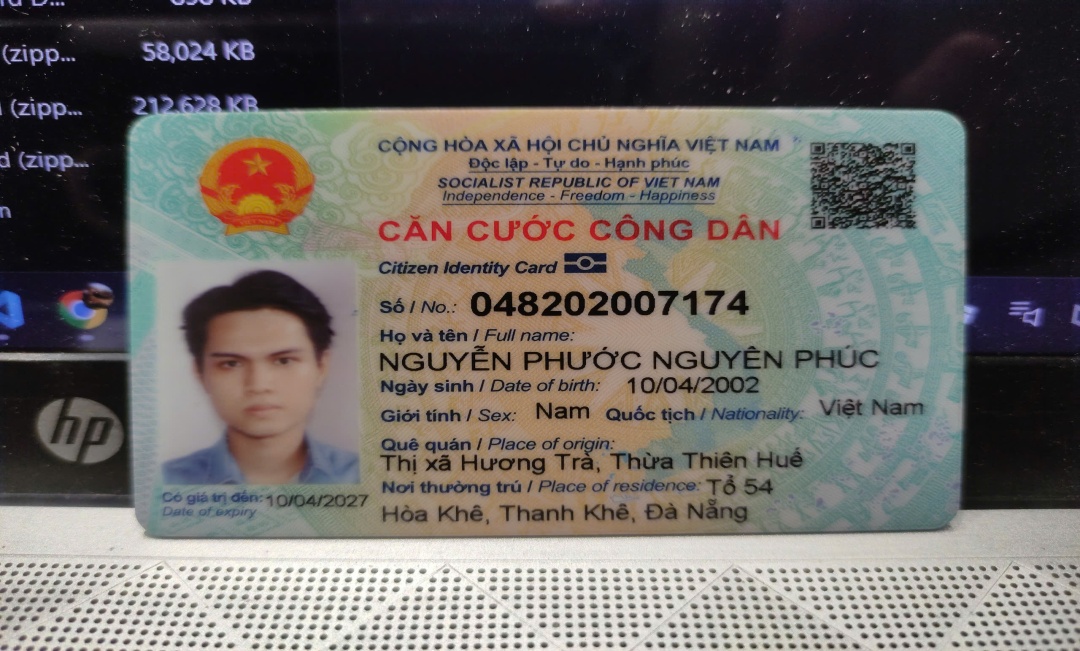 (zipp...
58,024 KB
(zipp...
212,628 KB
d (zipp...
CỘNG HÒA XÃ HỘI CHỦ NGHĨA VIỆT NAM
Độc lập - Tự do - Hạnh phúc
SOCIALIST REPUBLIC OF VIET NAM
Independence - Freedom - Happiness
CĂN CƯỚC CÔNG DÂN
Citizen Identity Card
Số / No.: 048202007174
Họ và tên / Full name:
NGUYỄN PHƯỚC NGUYÊN PHÚC
Ngày sinh / Date of birth: 10/04/2002
Giới tính / Sex: Nam Quốc tịch / Nationality: Việt Nam
Quê quán / Place of origin:
Thị xã Hương Trà, Thừa Thiên Huế
Nơi thường trú / Place of residence: Tổ 54
Hòa Khê, Thanh Khê, Đà Nẵng
Có giá trị đến: 10/04/2027
Date of expiry
hp